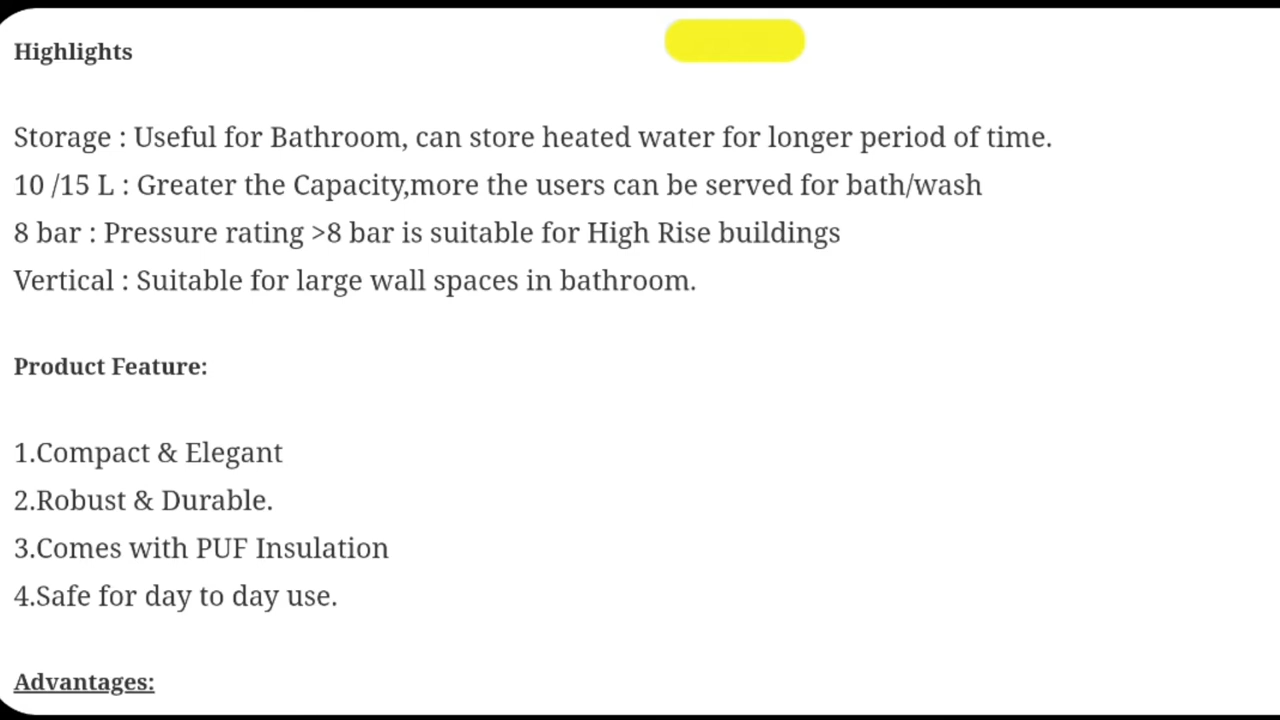 Highlights
Storage : Useful for Bathroom, can store heated water for longer period of time.
10 /15 L : Greater the Capacity,more the users can be served for bath/wash
8 bar : Pressure rating >8 bar is suitable for High Rise buildings
Vertical : Suitable for large wall spaces in bathroom.
Product Feature:
1.Compact & Elegant
2.Robust & Durable.
3.Comes with PUF Insulation
4.Safe for day to day use.
Advantages: